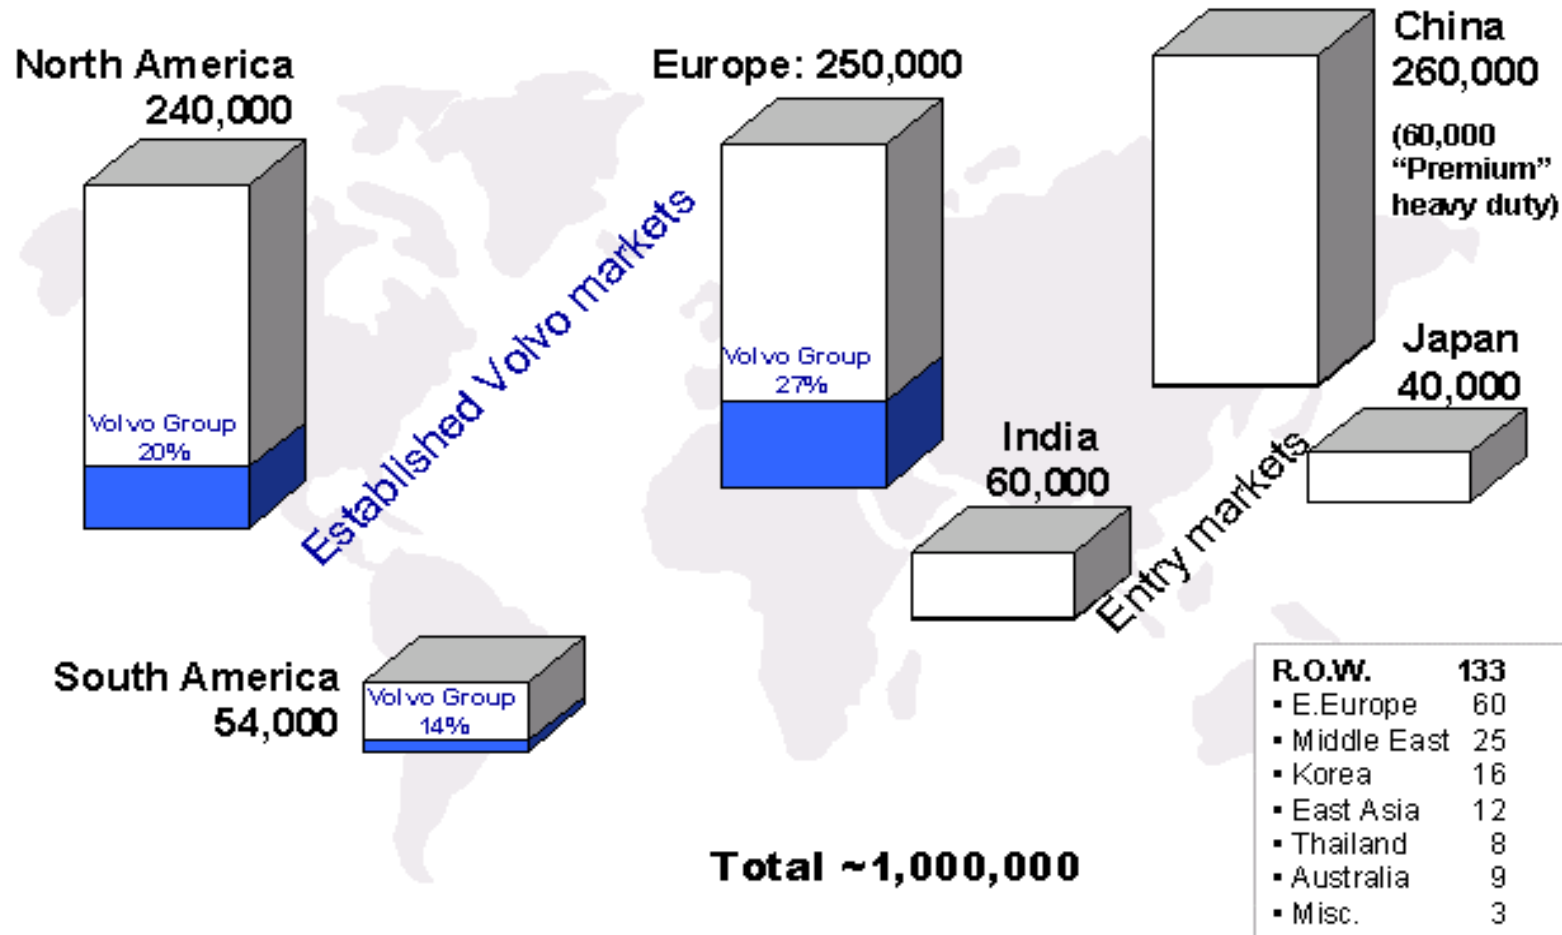 North America
240,000
Volvo Group
20%
Established Volvo markets
Europe: 250,000
Volvo Group
27%
China
260,000
(60,000
“Premium”
heavy duty)
Japan
40,000
India
60,000
Entry markets
South America
54,000
Volvo Group
14%
Total ~1,000,000
R.O.W. 133
▪ E.Europe 60
▪ Middle East 25
▪ Korea 16
▪ East Asia 12
▪ Thailand 8
▪ Australia 9
▪ Misc. 3